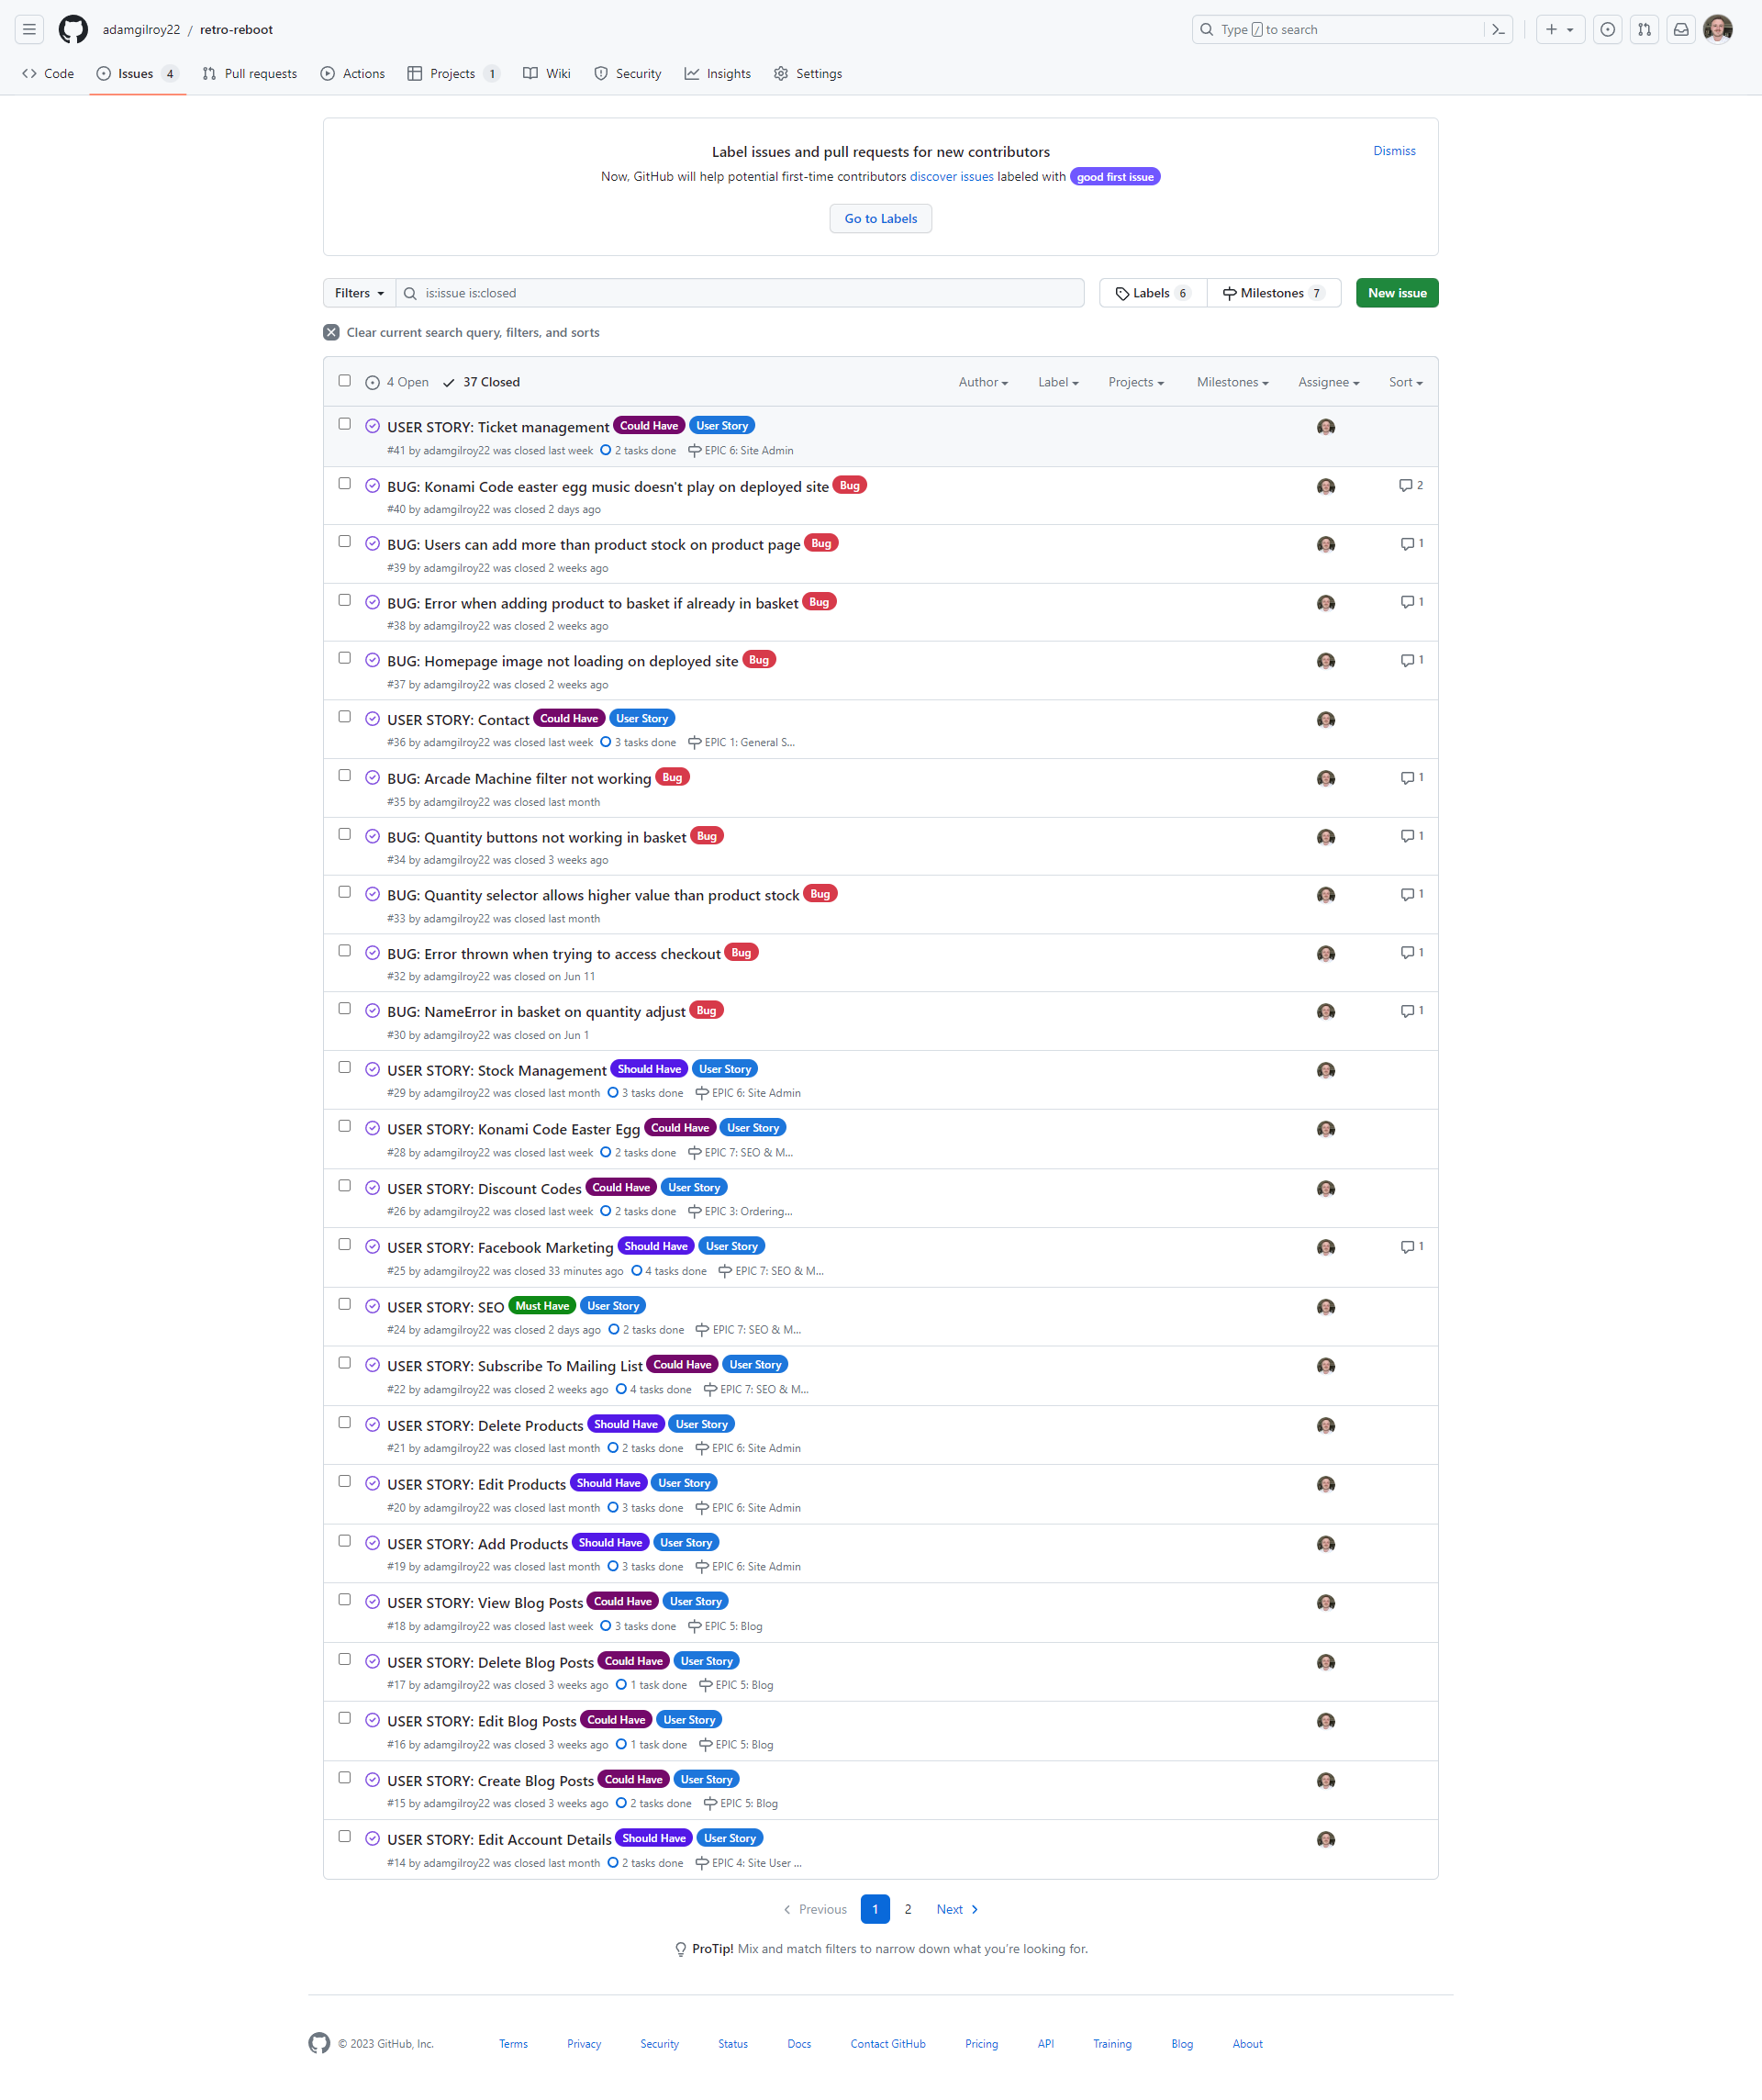 adamgilroy22 / retro-reboot
Type / to search
Code Issues 4 Pull requests Actions Projects 1 Wiki Security Insights Settings
Label issues and pull requests for new contributors
Dismiss
Now, GitHub will help potential first-time contributors discover issues labeled with good first issue
Go to Labels
Filters is:issue is:closed Labels 6 Milestones 7 New issue
Clear current search query, filters, and sorts
4 Open 37 Closed Author Label Projects Milestones Assignee Sort
USER STORY: Ticket management Could Have User Story
#41 by adamgilroy22 was closed last week 2 tasks done EPIC 6: Site Admin
BUG: Konami Code easter egg music doesn't play on deployed site Bug 2
#40 by adamgilroy22 was closed 2 days ago
BUG: Users can add more than product stock on product page Bug 1
#39 by adamgilroy22 was closed 2 weeks ago
BUG: Error when adding product to basket if already in basket Bug 1
#38 by adamgilroy22 was closed 2 weeks ago
BUG: Homepage image not loading on deployed site Bug 1
#37 by adamgilroy22 was closed 2 weeks ago
USER STORY: Contact Could Have User Story
#36 by adamgilroy22 was closed last week 3 tasks done EPIC 1: General S...
BUG: Arcade Machine filter not working Bug 1
#35 by adamgilroy22 was closed last month
BUG: Quantity buttons not working in basket Bug 1
#34 by adamgilroy22 was closed 3 weeks ago
BUG: Quantity selector allows higher value than product stock Bug 1
#33 by adamgilroy22 was closed last month
BUG: Error thrown when trying to access checkout Bug 1
#32 by adamgilroy22 was closed on Jun 11
BUG: NameError in basket on quantity adjust Bug 1
#30 by adamgilroy22 was closed on Jun 1
USER STORY: Stock Management Should Have User Story
#29 by adamgilroy22 was closed last month 3 tasks done EPIC 6: Site Admin
USER STORY: Konami Code Easter Egg Could Have User Story
#28 by adamgilroy22 was closed last week 2 tasks done EPIC 7: SEO & M...
USER STORY: Discount Codes Could Have User Story
#26 by adamgilroy22 was closed last week 2 tasks done EPIC 3: Ordering...
USER STORY: Facebook Marketing Should Have User Story 1
#25 by adamgilroy22 was closed 33 minutes ago 4 tasks done EPIC 7: SEO & M...
USER STORY: SEO Must Have User Story
#24 by adamgilroy22 was closed 2 days ago 2 tasks done EPIC 7: SEO & M...
USER STORY: Subscribe To Mailing List Could Have User Story
#22 by adamgilroy22 was closed 2 weeks ago 4 tasks done EPIC 7: SEO & M...
USER STORY: Delete Products Should Have User Story
#21 by adamgilroy22 was closed last month 2 tasks done EPIC 6: Site Admin
USER STORY: Edit Products Should Have User Story
#20 by adamgilroy22 was closed last month 3 tasks done EPIC 6: Site Admin
USER STORY: Add Products Should Have User Story
#19 by adamgilroy22 was closed last month 3 tasks done EPIC 6: Site Admin
USER STORY: View Blog Posts Could Have User Story
#18 by adamgilroy22 was closed last week 3 tasks done EPIC 5: Blog
USER STORY: Delete Blog Posts Could Have User Story
#17 by adamgilroy22 was closed 3 weeks ago 1 task done EPIC 5: Blog
USER STORY: Edit Blog Posts Could Have User Story
#16 by adamgilroy22 was closed 3 weeks ago 1 task done EPIC 5: Blog
USER STORY: Create Blog Posts Could Have User Story
#15 by adamgilroy22 was closed 3 weeks ago 2 tasks done EPIC 5: Blog
USER STORY: Edit Account Details Should Have User Story
#14 by adamgilroy22 was closed last month 2 tasks done EPIC 4: Site User ...
Previous 1 2 Next
ProTip! Mix and match filters to narrow down what you're looking for.
© 2023 GitHub, Inc. Terms Privacy Security Status Docs Contact GitHub Pricing API Training Blog About